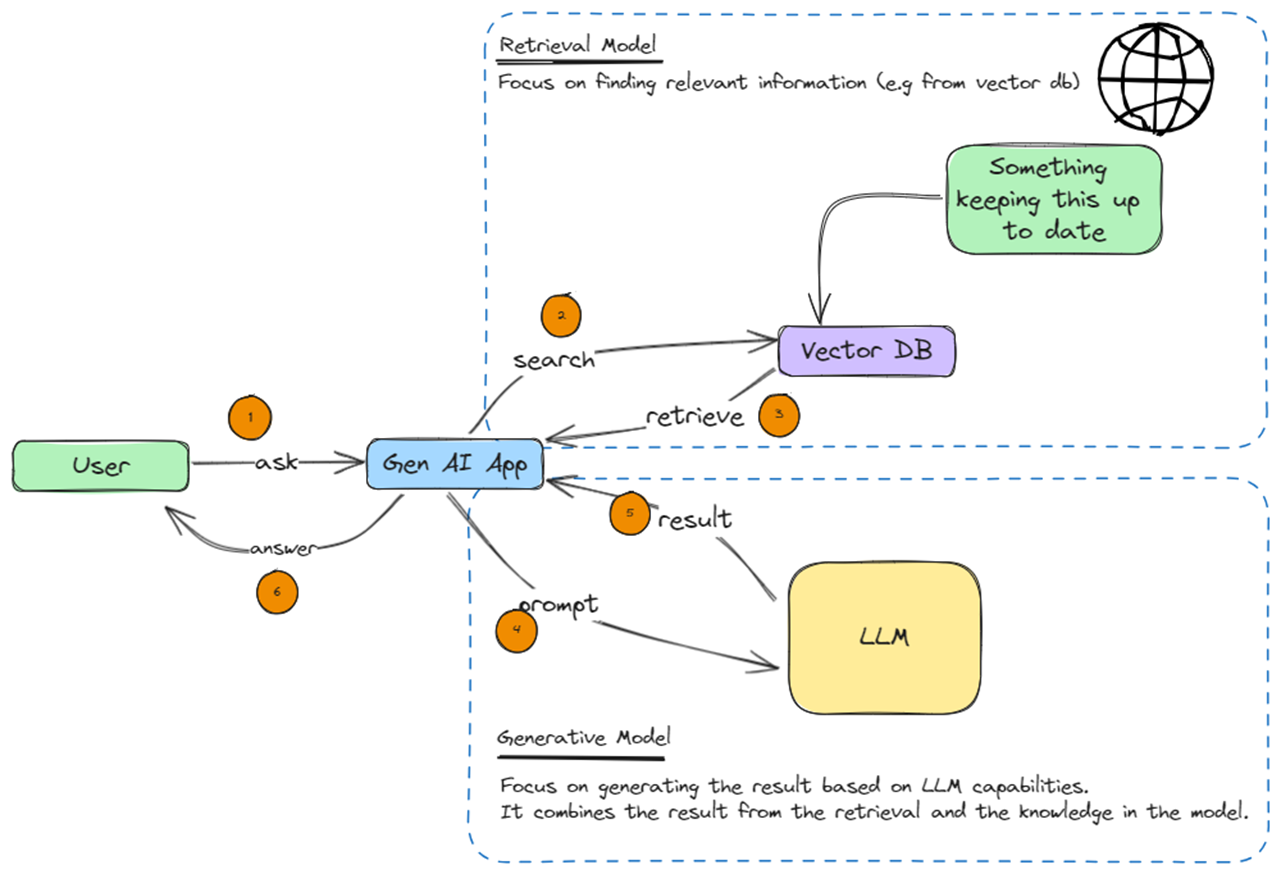 Retrieval Model
Focus on finding relevant information (e.g from vector db)
Something
keeping this up
to date
2
search
Vector DB
retrieve
3
1
User
ask
Gen AI App
5
result
answer
6
prompt
4
LLM
Generative Model
Focus on generating the result based on LLM capabilities.
It combines the result from the retrieval and the knowledge in the model.